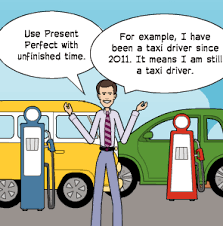 Use Present
Perfect with
unfinished time.
For example, I have
been a taxi driver since
2011. It means I am still
a taxi driver.